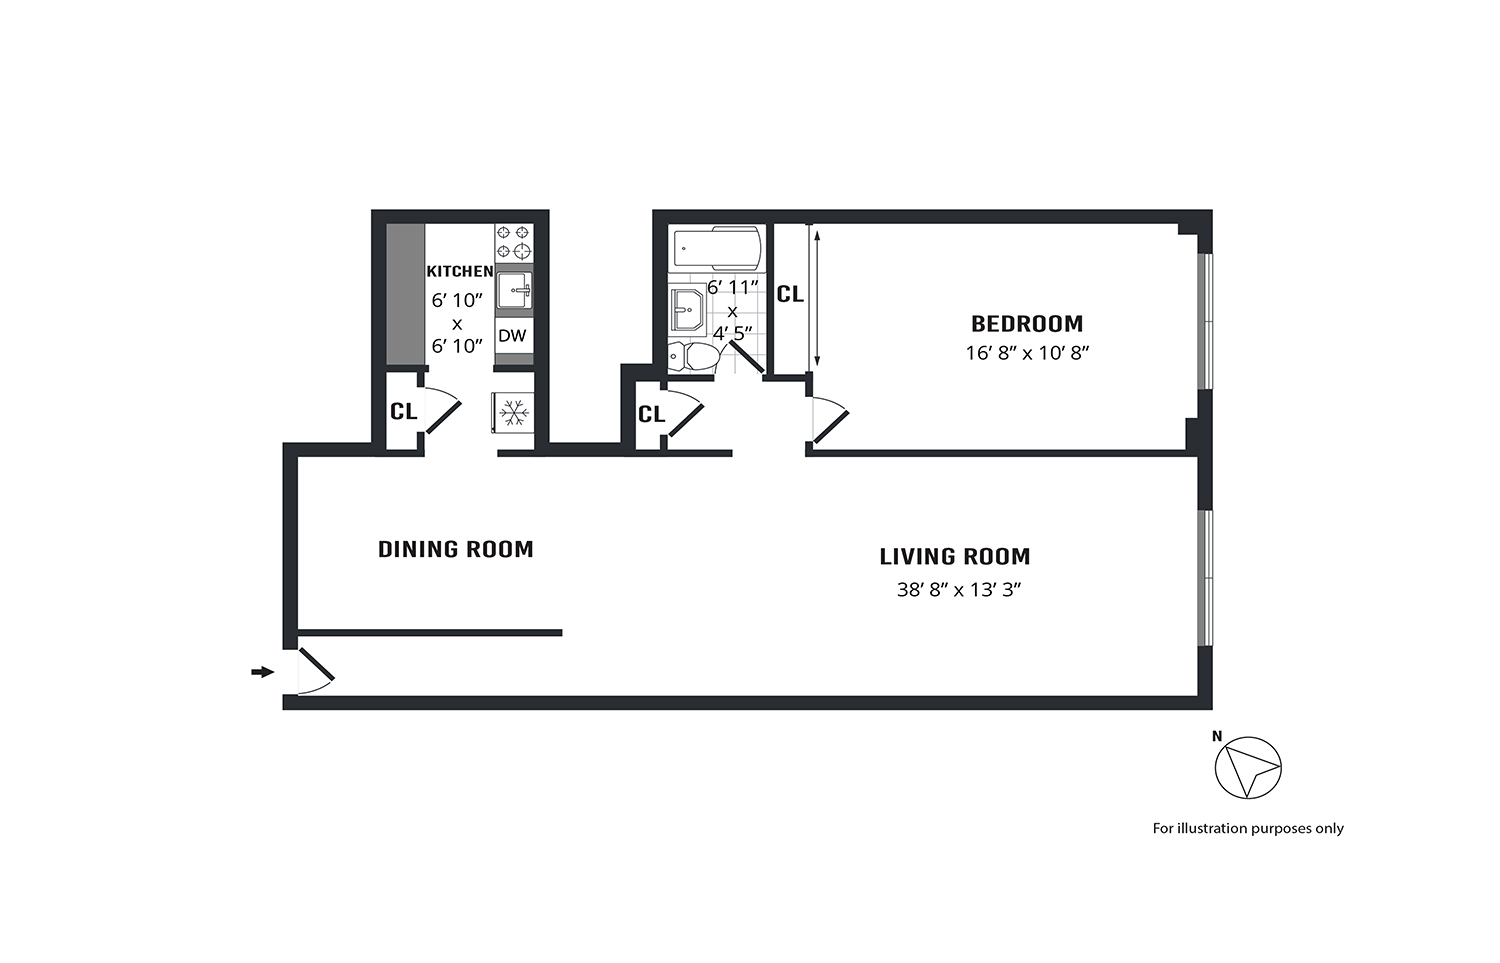 KITCHEN
6’ 10”
x
6’ 10”
DW
CL
6’ 11”
x
4’ 5”
CL
CL
BEDROOM
16’ 8” x 10’ 8”
DINING ROOM
LIVING ROOM
38’ 8” x 13’ 3”
N
For illustration purposes only